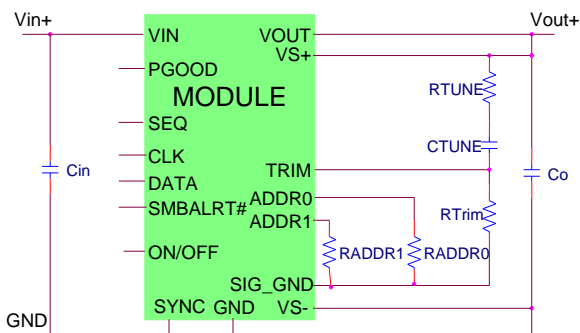 Vin+
Vout+
VIN
VOUT
VS+
PGOOD
RTUNE
MODULE
SEQ
CTUNE
CLK
TRIM
Cin
Co
DATA
ADDR0
SMBALRT#
RTrim
ADDR1
ON/OFF
RADDR1
RADDR0
SIG_GND
SYNC
GND
VS-
GND